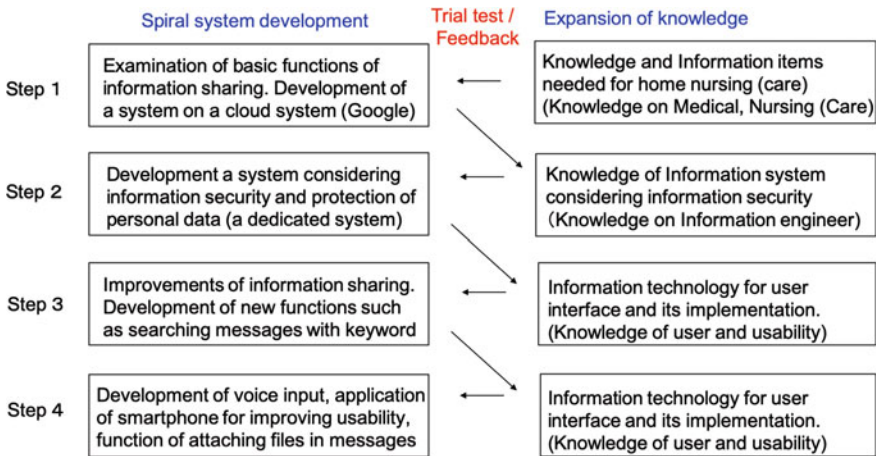 Spiral system development
Trial test /
Feedback
Expansion of knowledge
Step 1
Examination of basic functions of
information sharing. Development of
a system on a cloud system (Google)
Knowledge and Information items
needed for home nursing (care)
(Knowledge on Medical, Nursing (Care)
Step 2
Development a system considering
information security and protection of
personal data (a dedicated system)
Knowledge of Information system
considering information security
(Knowledge on Information engineer)
Step 3
Improvements of information sharing.
Development of new functions such
as searching messages with keyword
Information technology for user
interface and its implementation.
(Knowledge of user and usability)
Step 4
Development of voice input, application
of smartphone for improving usability,
function of attaching files in messages
Information technology for user
interface and its implementation.
(Knowledge of user and usability)